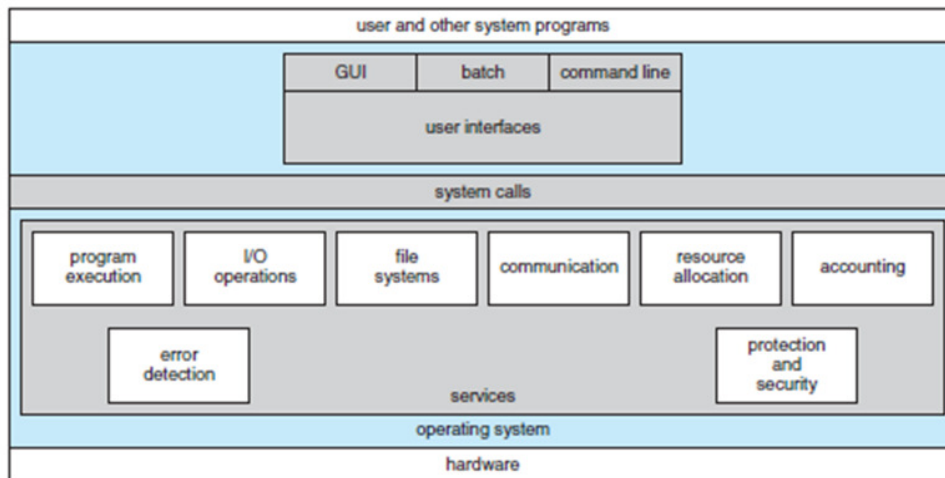 user and other system programs
GUI
batch
command line
user interfaces
system calls
program
execution
I/O
operations
file
systems
communication
resource
allocation
accounting
error
detection
protection
and
security
services
operating system
hardware